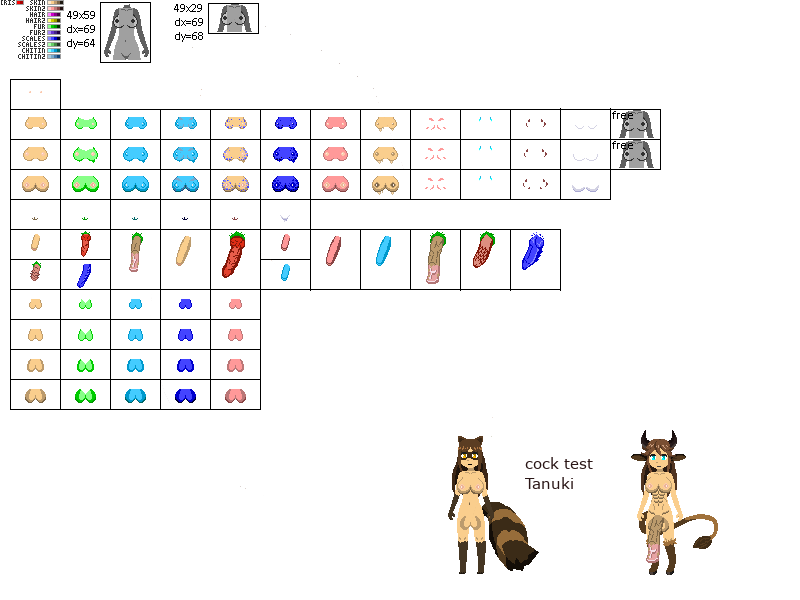 IRIS
SKIN
SKIN2
HAIR
HAIR2
FUR
FUR2
SCALES
SCALES2
CHITIN
CHITIN2
49x59
dx=69
dy=64
49x29
dx=69
dy=68
free
free
cock test
Tanuki